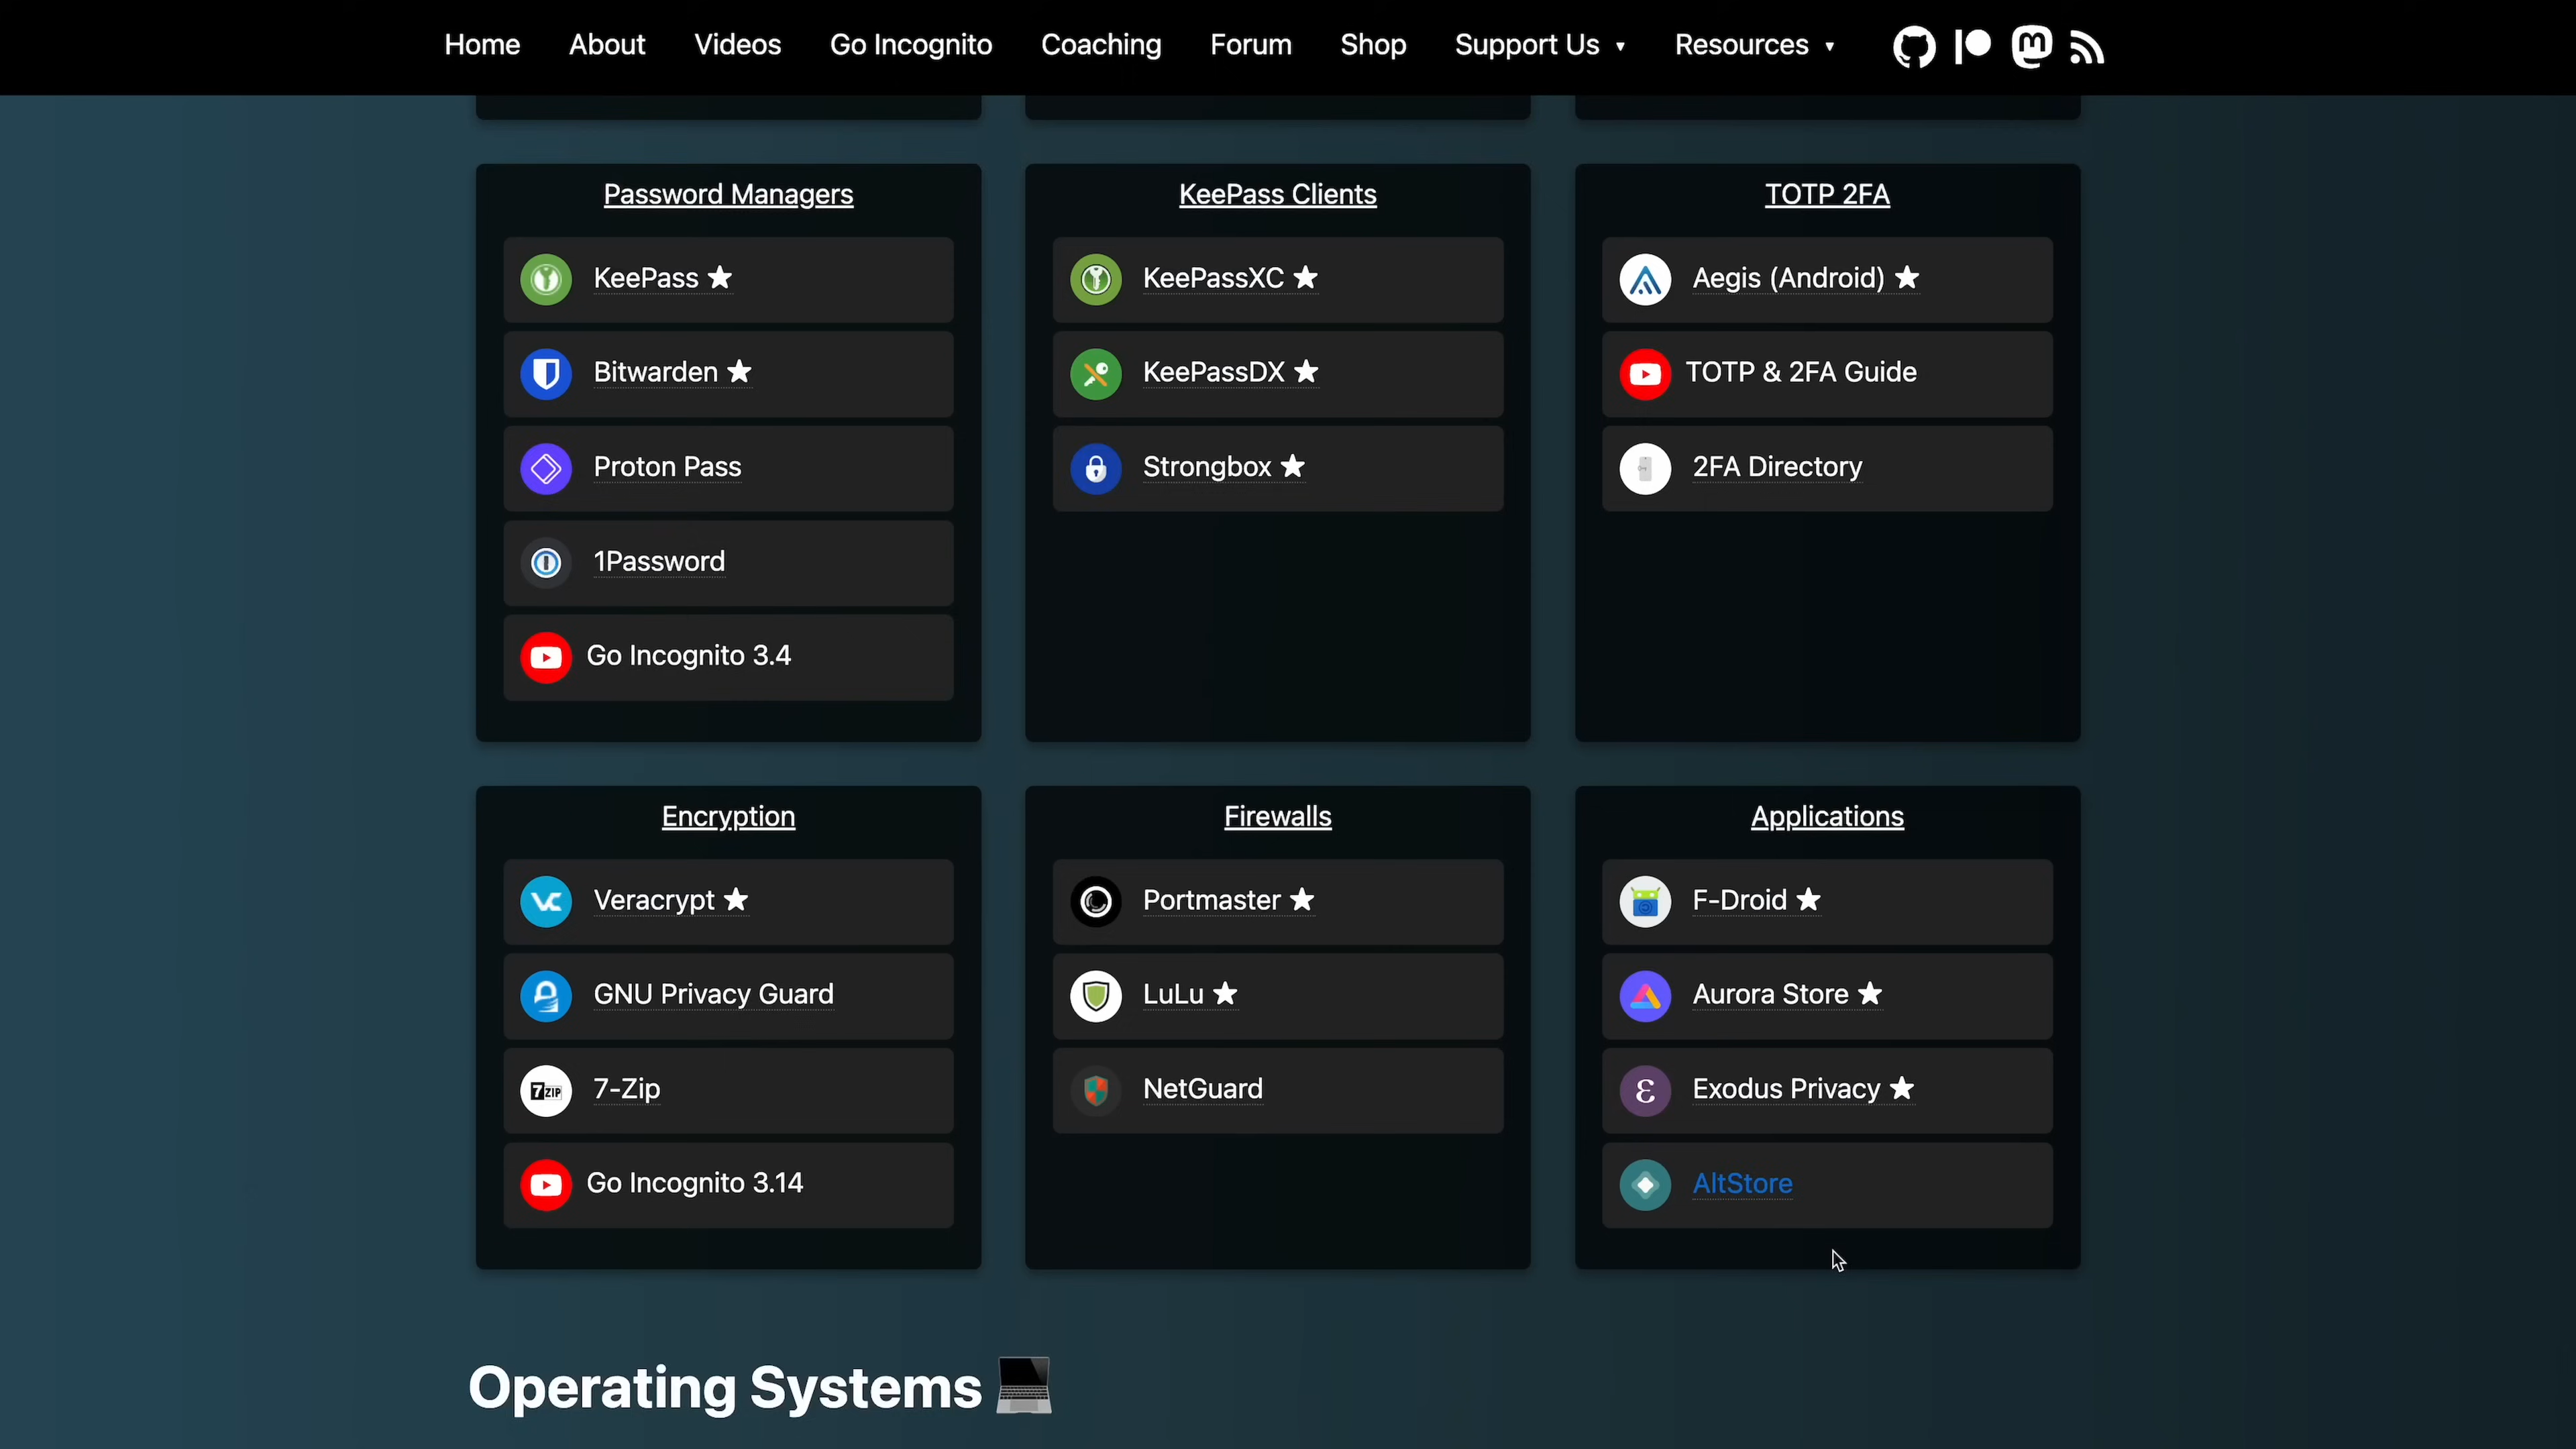 Home About Videos Go Incognito Coaching Forum Shop Support Us ▾ Resources ▾
Password Managers
KeePass ★
Bitwarden ★
Proton Pass
1Password
Go Incognito 3.4
KeePass Clients
KeePassXC ★
KeePassDX ★
Strongbox ★
TOTP 2FA
Aegis (Android) ★
TOTP & 2FA Guide
2FA Directory
Encryption
Veracrypt ★
GNU Privacy Guard
7-Zip
Go Incognito 3.14
Firewalls
Portmaster ★
LuLu ★
NetGuard
Applications
F-Droid ★
Aurora Store ★
Exodus Privacy ★
AltStore
Operating Systems 💻